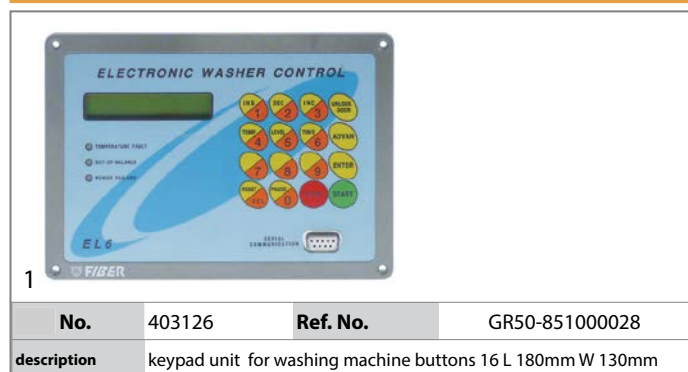 ELECTRONIC WASHER CONTROL
INS 1 DEC 2 INC 3 UNLOCK DOOR
TEMP 4 LEVEL 5 TIME 6 ADVAN
TEMPERATURE FAULT
OUT OF BALANCE
7 8 9 ENTER
POWER FAILURE
RESET DEL PAUSE 0 START
EL6
SERIAL
COMMUNICATION
1
FIBER
No. 403126 Ref. No. GR50-851000028
description keypad unit for washing machine buttons 16 L 180mm W 130mm